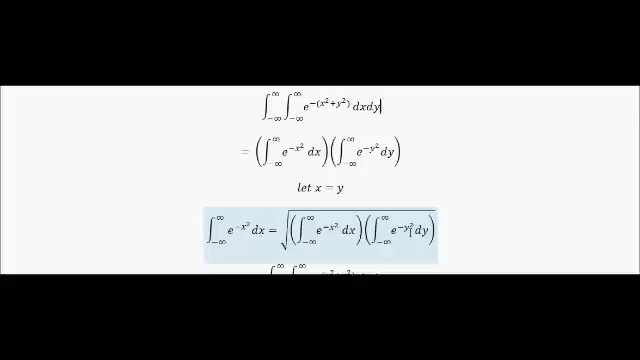 ∫_{-∞}^{∞} ∫_{-∞}^{∞} e^{-(x²+y²)} dxdy
= (∫_{-∞}^{∞} e^{-x²} dx)(∫_{-∞}^{∞} e^{-y²} dy)
let x = y
∫_{-∞}^{∞} e^{-x²} dx = √((∫_{-∞}^{∞} e^{-x²} dx)(∫_{-∞}^{∞} e^{-y²} dy))